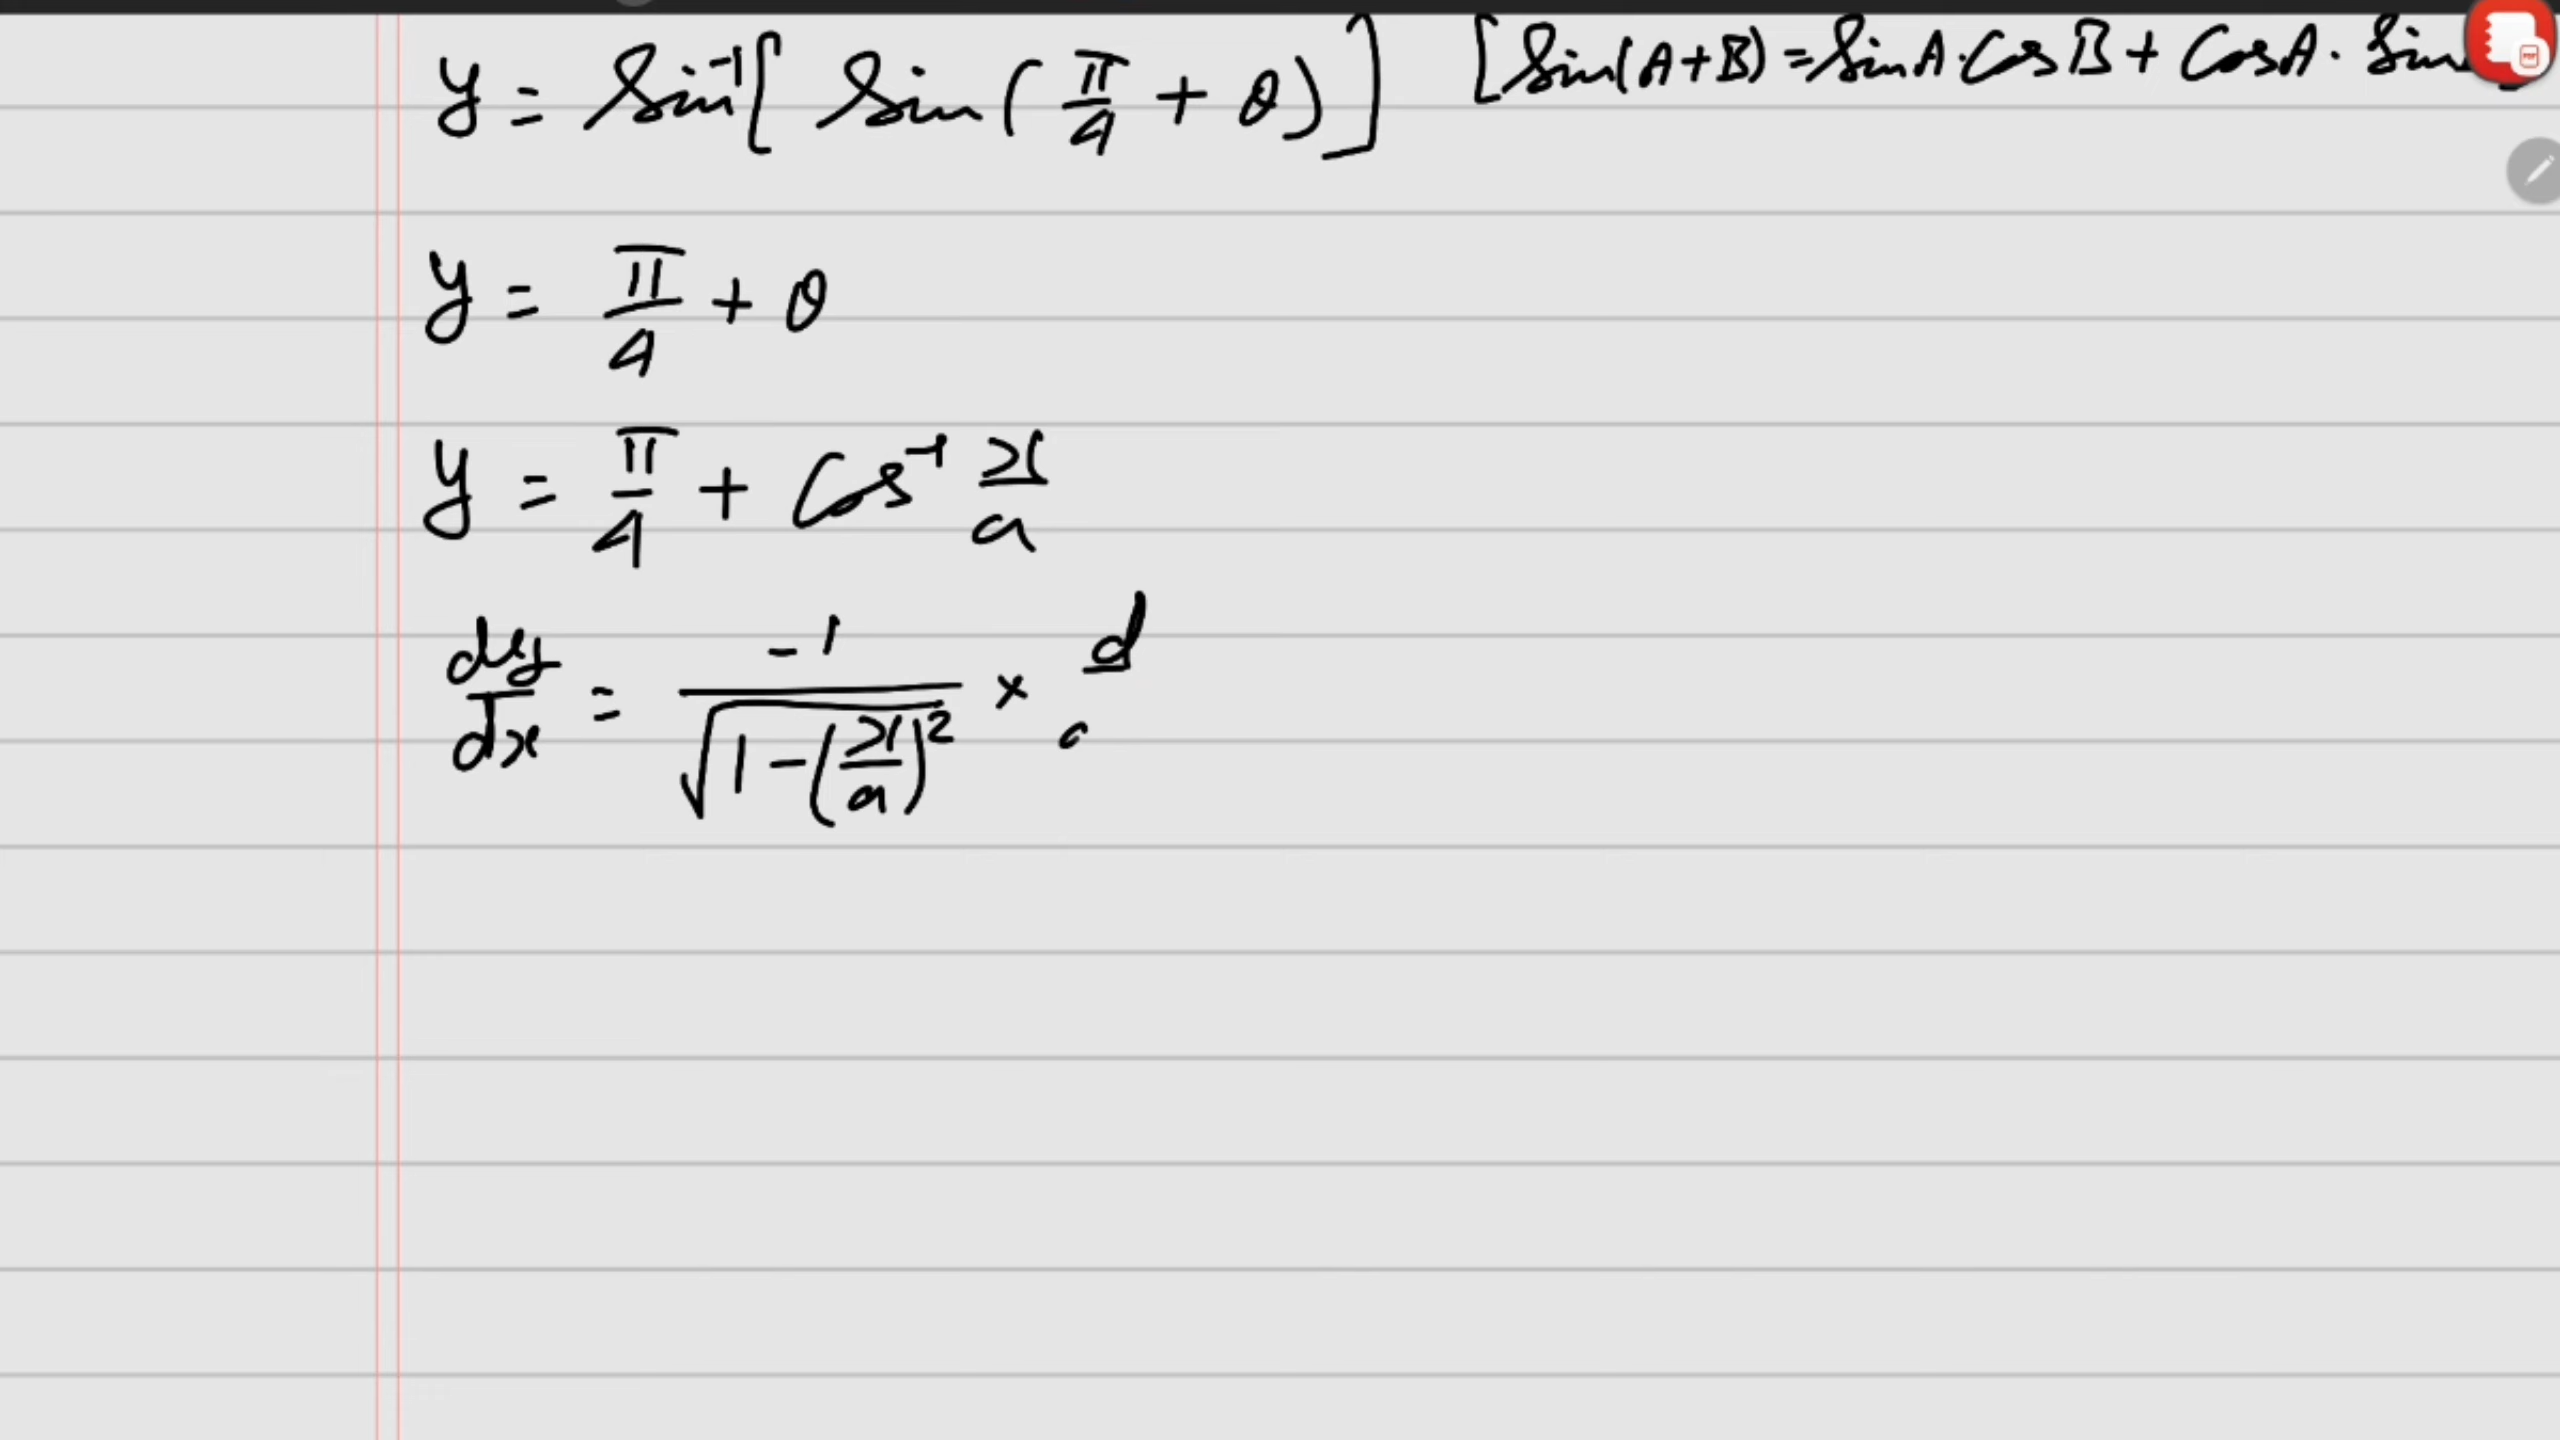 y = Sin⁻¹[ Sin( π/4 + θ ) ] [Sin(A+B) = SinA·CosB + CosA· Sin
y = π/4 + θ
y = π/4 + Cos⁻¹ x/a
dy/dx = -1/√(1-(x/a)²) × d